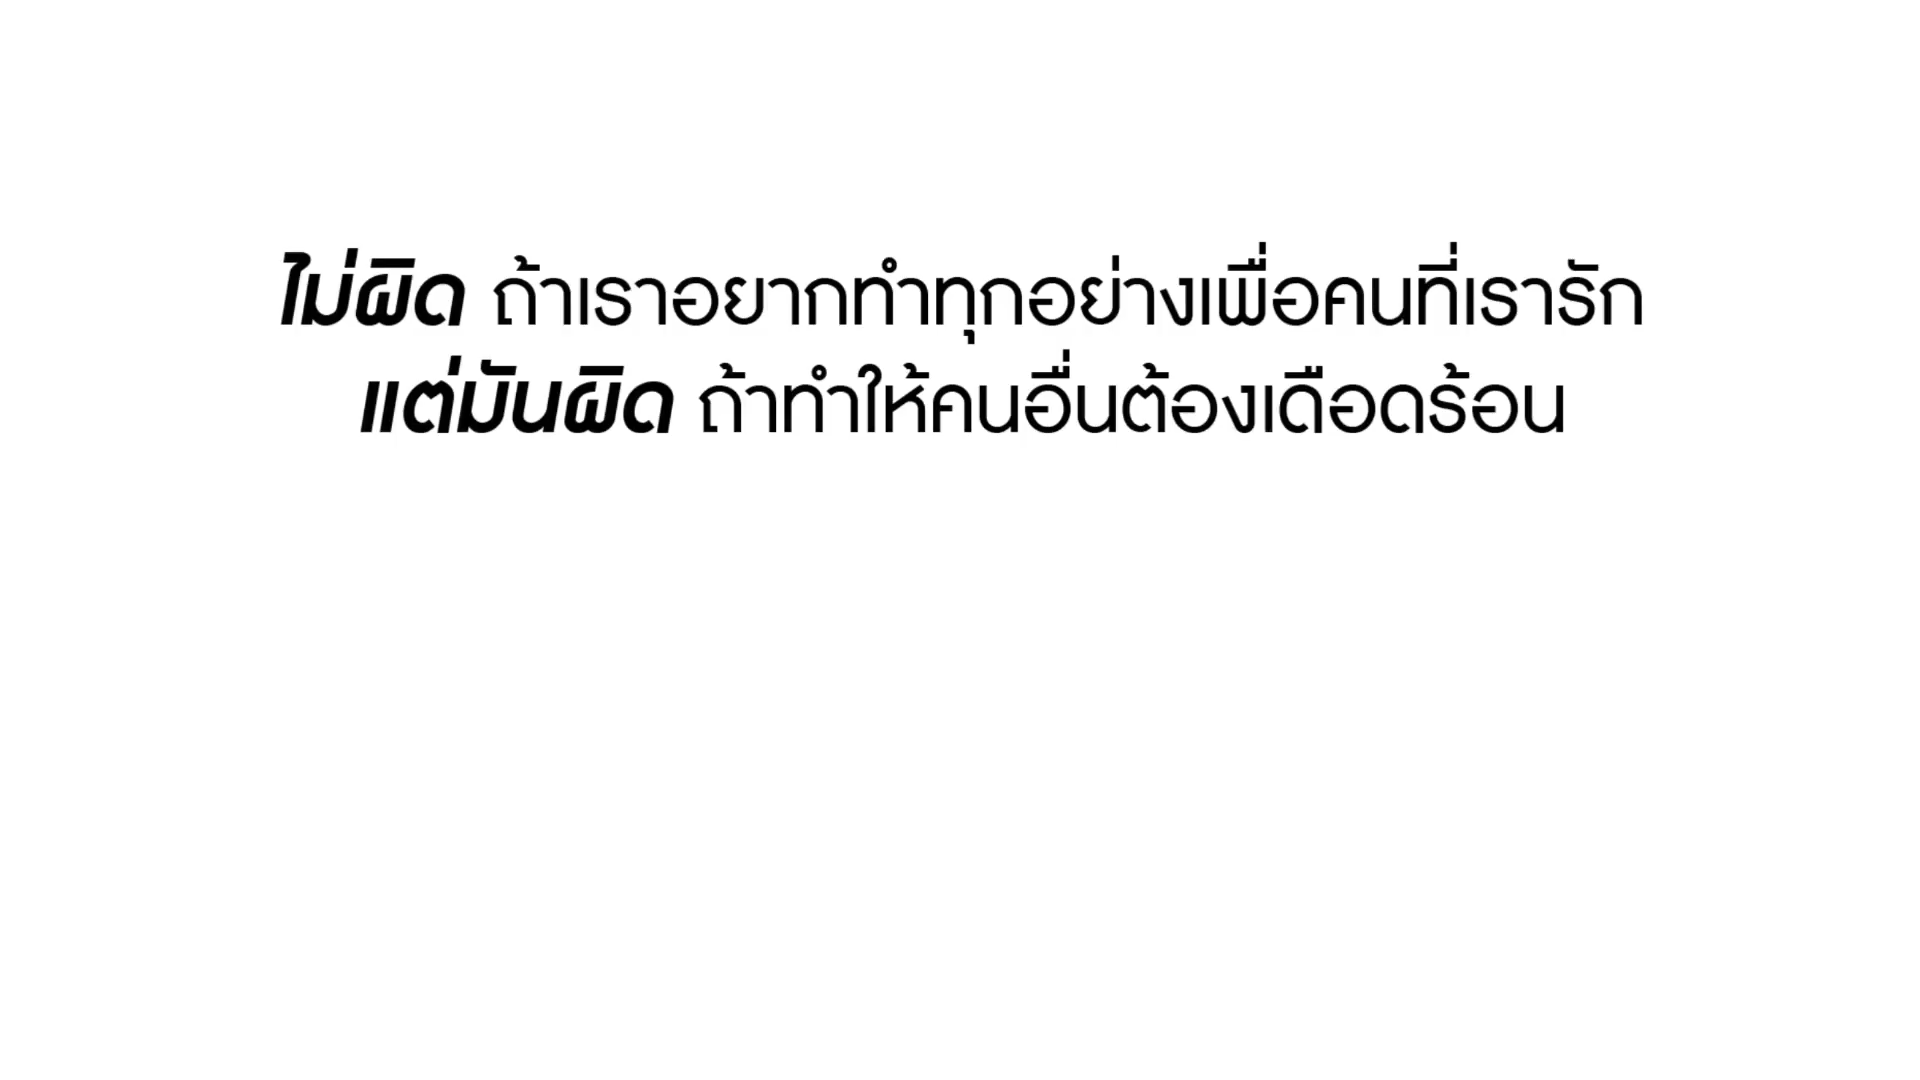 ไม่ผิด ถ้าเราอยากทำทุกอย่างเพื่อคนที่เรารัก
แต่มันผิด ถ้าทำให้คนอื่นต้องเดือดร้อน